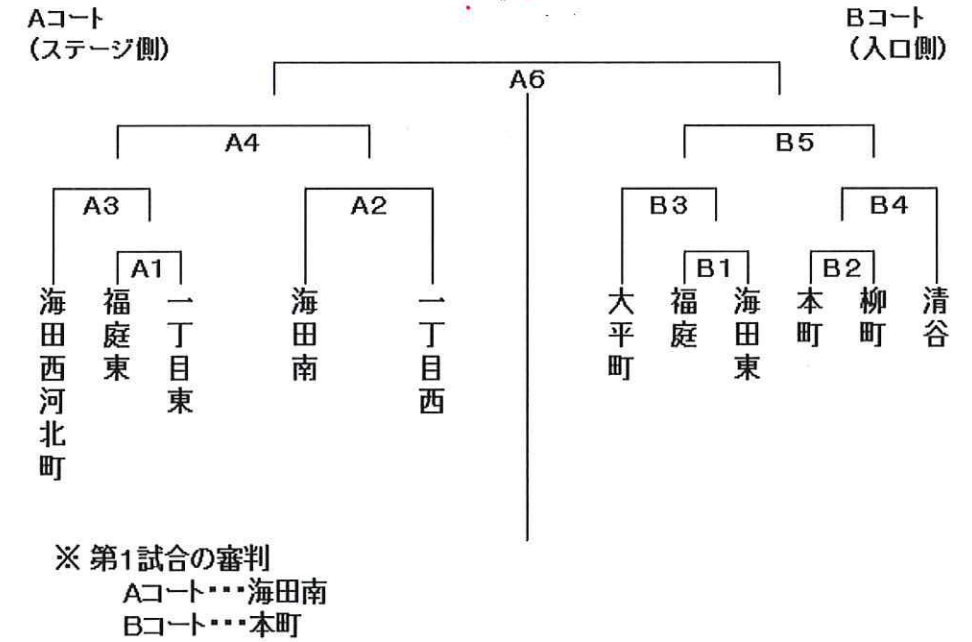 Aコート
(ステージ側)
Bコート
(入口側)
A6
A4
B5
A3
A2
B3
B4
A1
B1
B2
海田西河北町
福庭東
一丁目東
海田南
一丁目西
大平町
福庭
海田東
本町
柳町
清谷
※ 第1試合の審判
Aコート・・・海田南
Bコート・・・本町